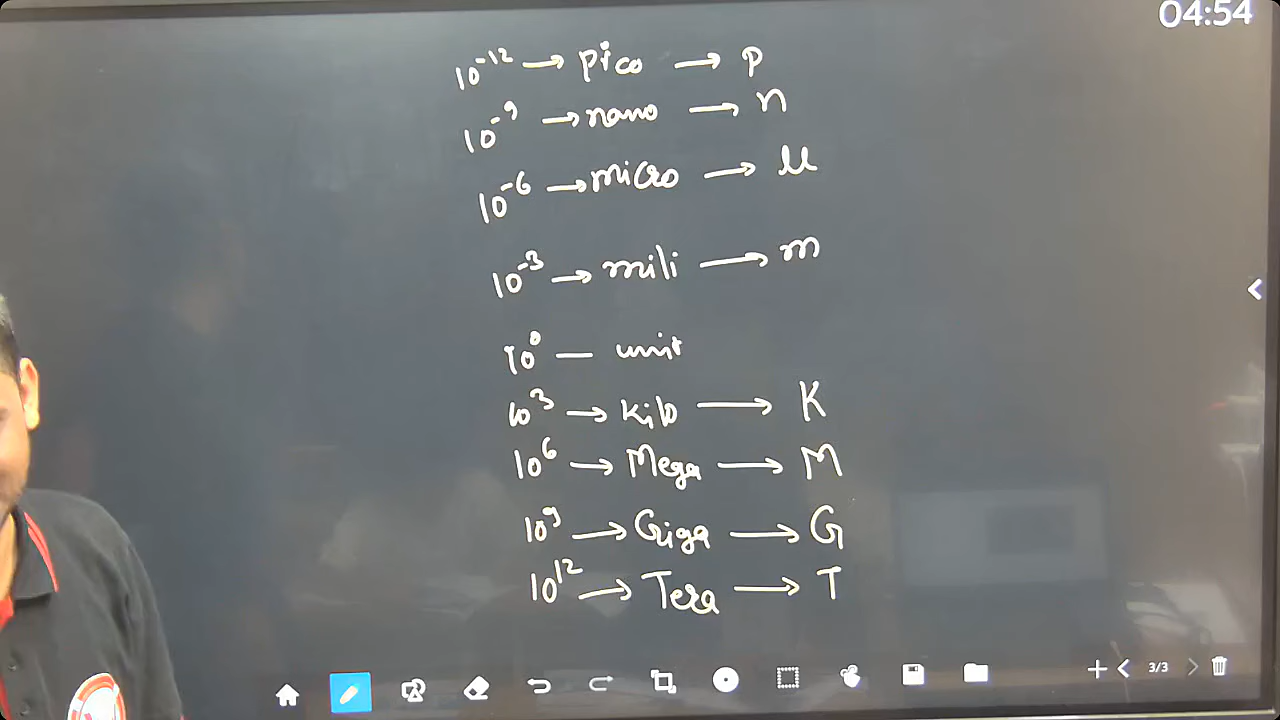 04:54
10⁻¹² → pico → p
10⁻⁹ → nano → n
10⁻⁶ → micro → μ
10⁻³ → mili → m
10⁰ — unit
10³ → kilo → K
10⁶ → Mega → M
10⁹ → Giga → G
10¹² → Tera → T
3/3